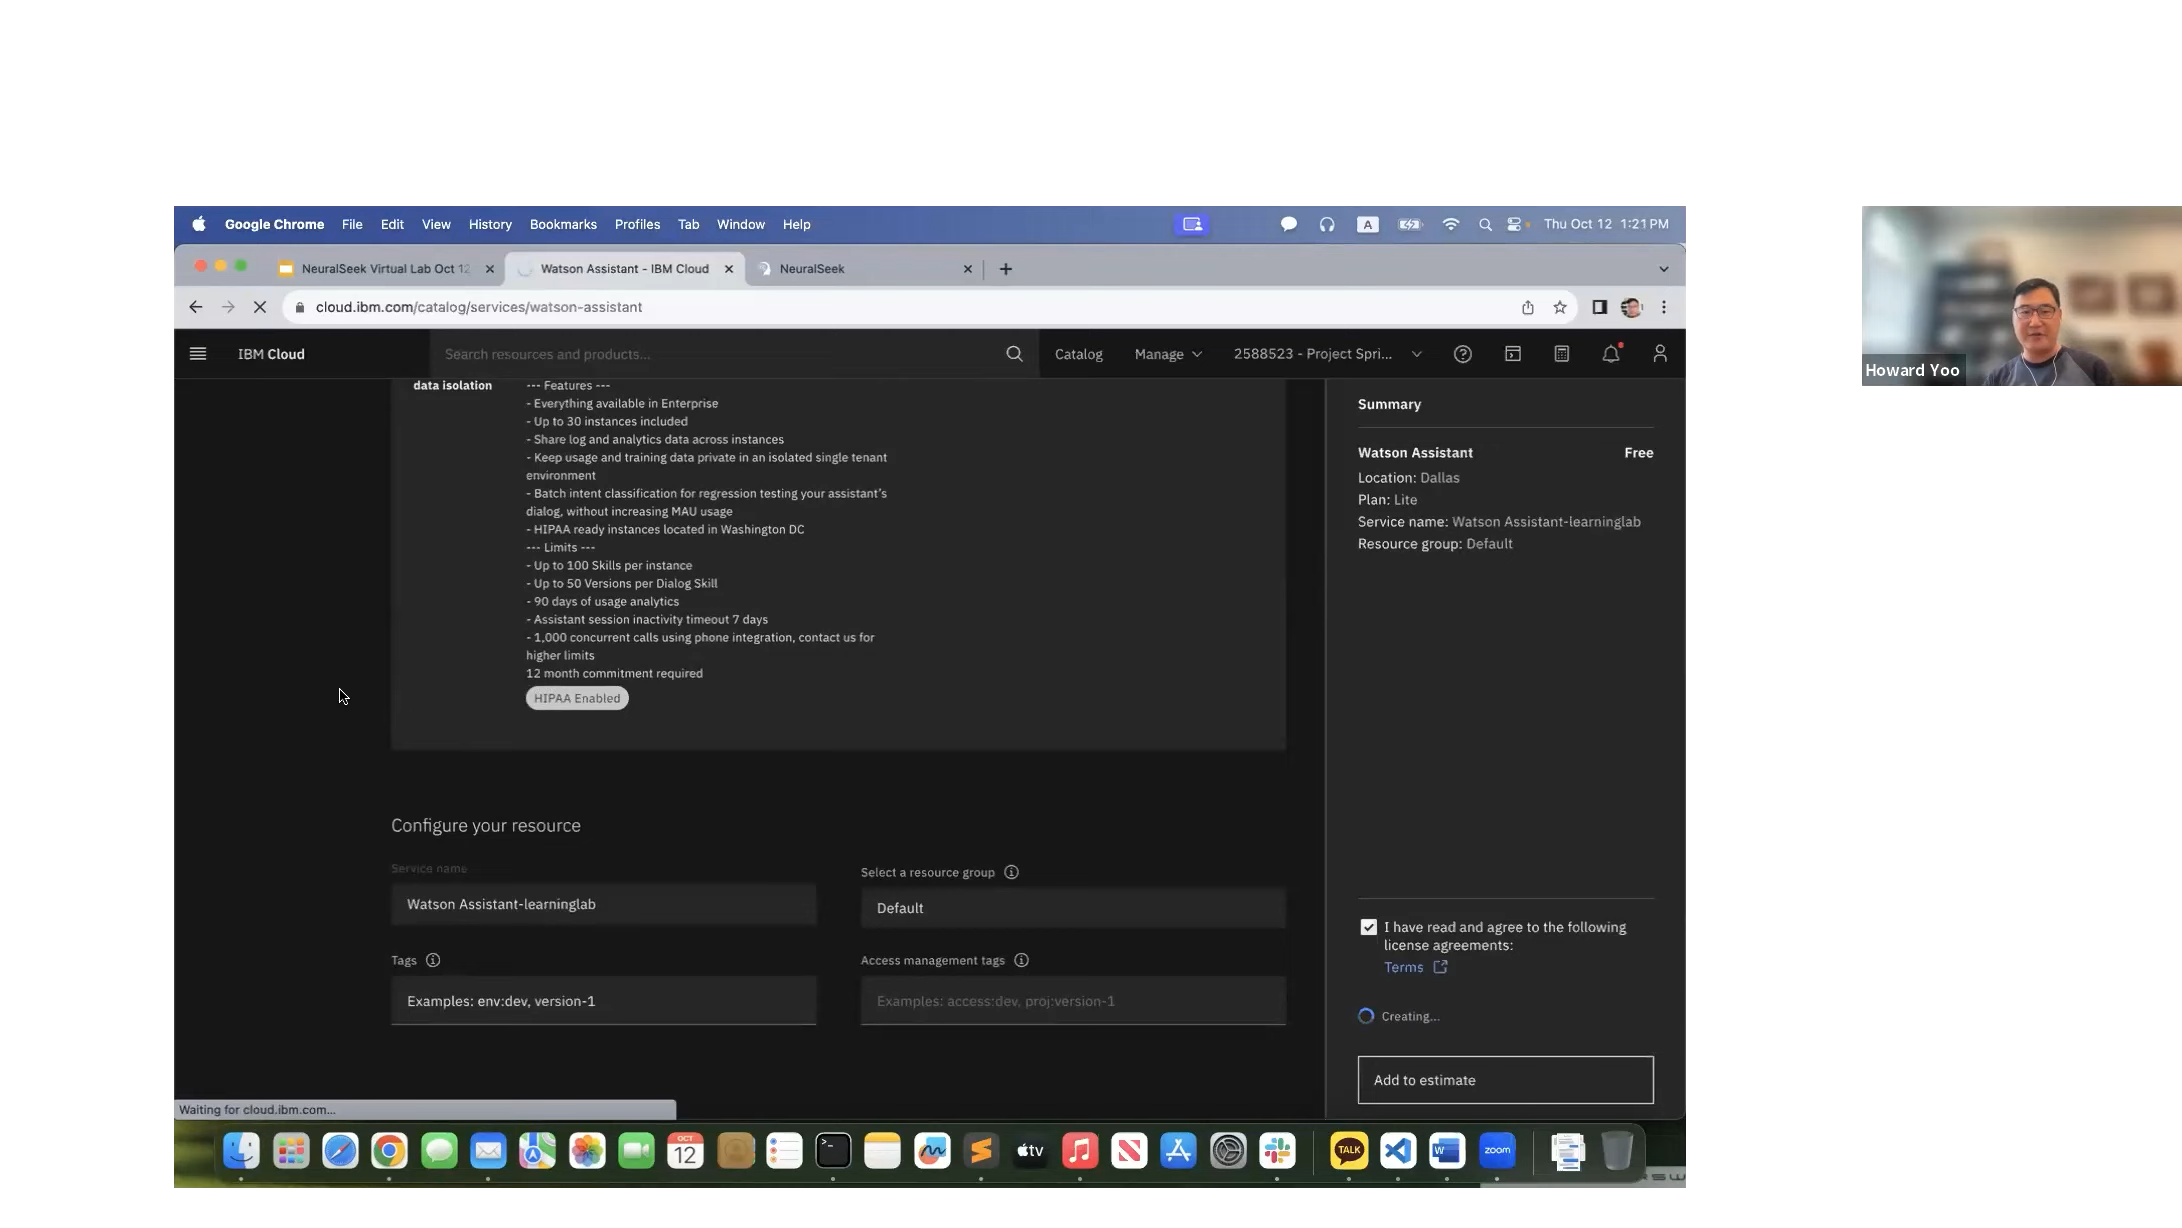 Google Chrome File Edit View History Bookmarks Profiles Tab Window Help
A
Thu Oct 12 1:21 PM
NeuralSeek Virtual Lab Oct 12
Watson Assistant - IBM Cloud
NeuralSeek
cloud.ibm.com/catalog/services/watson-assistant
IBM Cloud
Search resources and products...
Catalog
Manage
2588523 - Project Spri...
data isolation
--- Features ---
- Everything available in Enterprise
- Up to 30 instances included
- Share log and analytics data across instances
- Keep usage and training data private in an isolated single tenant
environment
- Batch intent classification for regression testing your assistant's
dialog, without increasing MAU usage
- HIPAA ready instances located in Washington DC
--- Limits ---
- Up to 100 Skills per instance
- Up to 50 Versions per Dialog Skill
- 90 days of usage analytics
- Assistant session inactivity timeout 7 days
- 1,000 concurrent calls using phone integration, contact us for
higher limits
12 month commitment required
HIPAA Enabled
Configure your resource
Service name
Watson Assistant-learninglab
Select a resource group
Default
Tags
Examples: env:dev, version-1
Access management tags
Examples: access:dev, proj:version-1
Summary
Watson Assistant Free
Location: Dallas
Plan: Lite
Service name: Watson Assistant-learninglab
Resource group: Default
I have read and agree to the following
license agreements:
Terms
Creating...
Add to estimate
Waiting for cloud.ibm.com...
OCT
12
tv
TALK
W
zoom
Howard Yoo